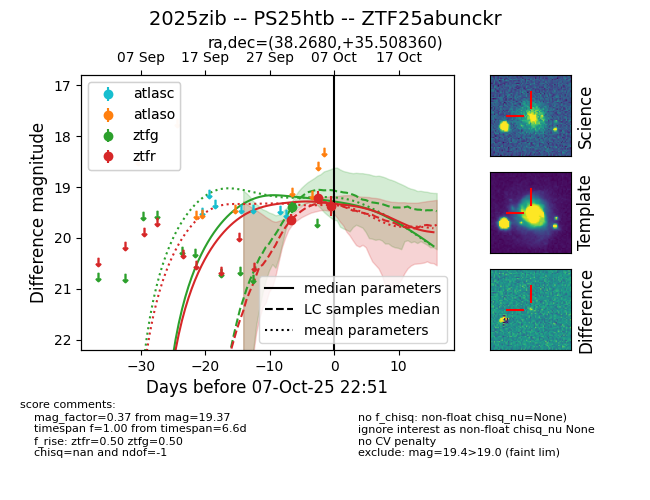 2025zib -- PS25htb -- ZTF25abunckr
ra,dec=(38.2680,+35.508360)
07 Sep 17 Sep 27 Sep 07 Oct 17 Oct
17
18
19
20
21
22
Difference magnitude
atlasc
atlaso
ztfg
ztfr
median parameters
LC samples median
mean parameters
−30 −20 −10 0 10
Days before 07-Oct-25 22:51
Science
Template
Difference
score comments:
mag_factor=0.37 from mag=19.37
timespan f=1.00 from timespan=6.6d
f_rise: ztfr=0.50 ztfg=0.50
chisq=nan and ndof=-1
no f_chisq: non-float chisq_nu=None)
ignore interest as non-float chisq_nu None
no CV penalty
exclude: mag=19.4>19.0 (faint lim)